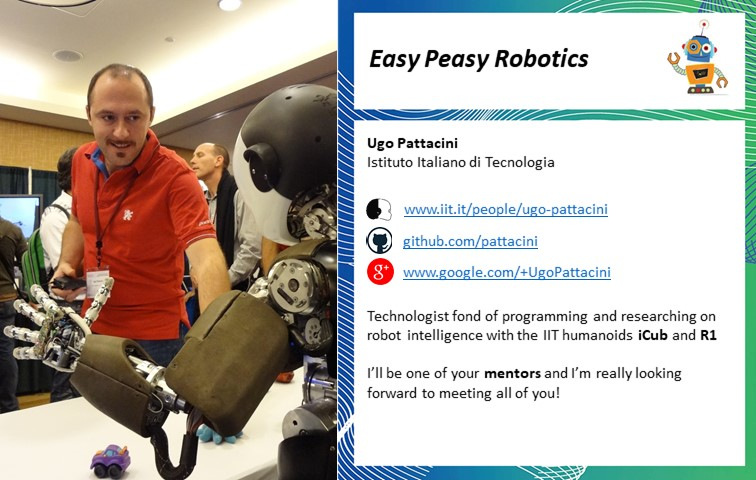 Easy Peasy Robotics
Ugo Pattacini
Istituto Italiano di Tecnologia
www.iit.it/people/ugo-pattacini
github.com/pattacini
g+
www.google.com/+UgoPattacini
Technologist fond of programming and researching on
robot intelligence with the IIT humanoids iCub and R1
I'll be one of your mentors and I'm really looking
forward to meeting all of you!